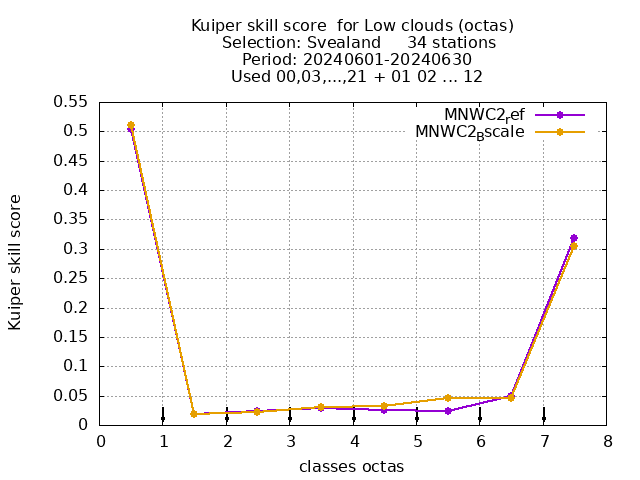 Kuiper skill score  for Low clouds (octas)
Selection: Svealand     34 stations
Period: 20240601-20240630
Used 00,03,...,21 + 01 02 ... 12
MNWC2ref
MNWC2Bscale
0.55
0.5
0.45
0.4
0.35
0.3
0.25
0.2
0.15
0.1
0.05
0
Kuiper skill score
0 1 2 3 4 5 6 7 8
classes octas